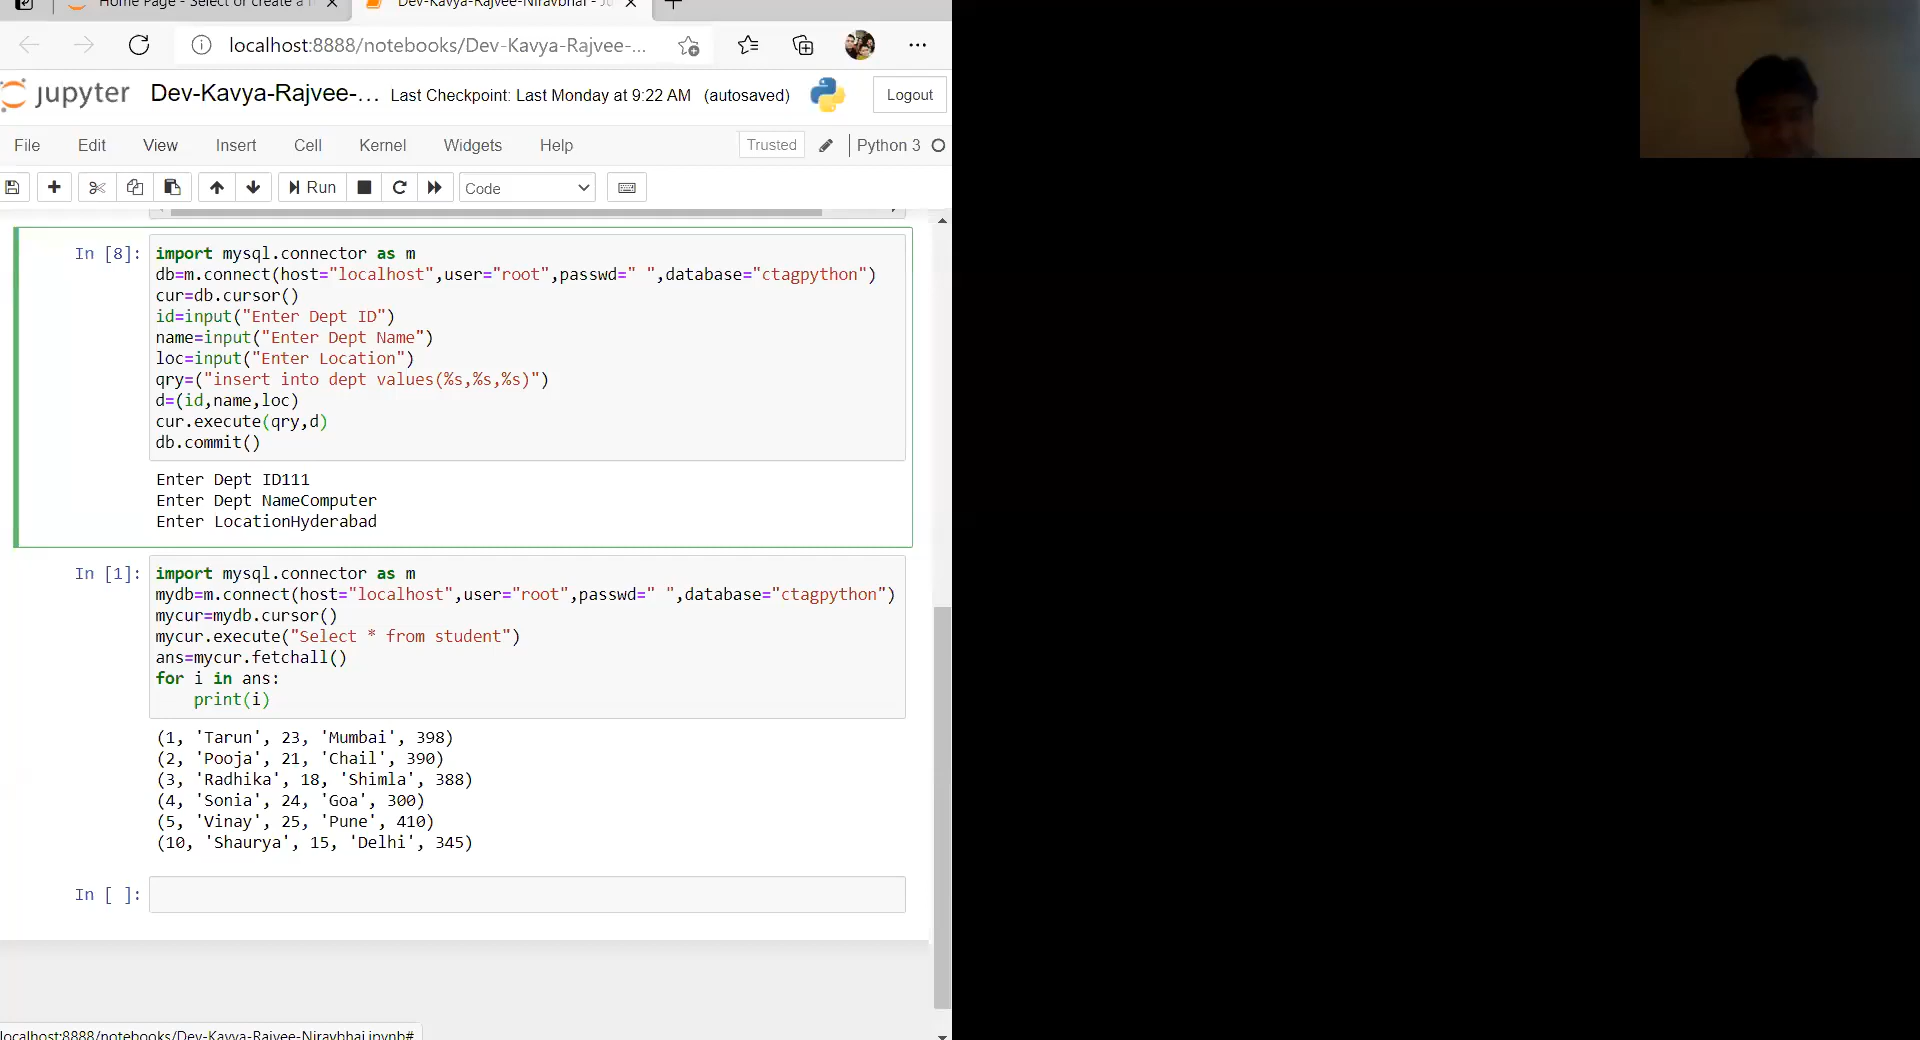 Home Page - Select or create a
Dev-Kavya-Rajvee-Niravbhai - Ju
localhost:8888/notebooks/Dev-Kavya-Rajvee-...
jupyter Dev-Kavya-Rajvee-... Last Checkpoint: Last Monday at 9:22 AM (autosaved) Logout
File Edit View Insert Cell Kernel Widgets Help Trusted Python 3
Run Code
In [8]: import mysql.connector as m
db=m.connect(host="localhost",user="root",passwd=" ",database="ctagpython")
cur=db.cursor()
id=input("Enter Dept ID")
name=input("Enter Dept Name")
loc=input("Enter Location")
qry=("insert into dept values(%s,%s,%s)")
d=(id,name,loc)
cur.execute(qry,d)
db.commit()
Enter Dept ID111
Enter Dept NameComputer
Enter LocationHyderabad
In [1]: import mysql.connector as m
mydb=m.connect(host="localhost",user="root",passwd=" ",database="ctagpython")
mycur=mydb.cursor()
mycur.execute("Select * from student")
ans=mycur.fetchall()
for i in ans:
    print(i)
(1, 'Tarun', 23, 'Mumbai', 398)
(2, 'Pooja', 21, 'Chail', 390)
(3, 'Radhika', 18, 'Shimla', 388)
(4, 'Sonia', 24, 'Goa', 300)
(5, 'Vinay', 25, 'Pune', 410)
(10, 'Shaurya', 15, 'Delhi', 345)
In [ ]:
localhost:8888/notebooks/Dev-Kavya-Rajvee-Niravbhai.ipynb#